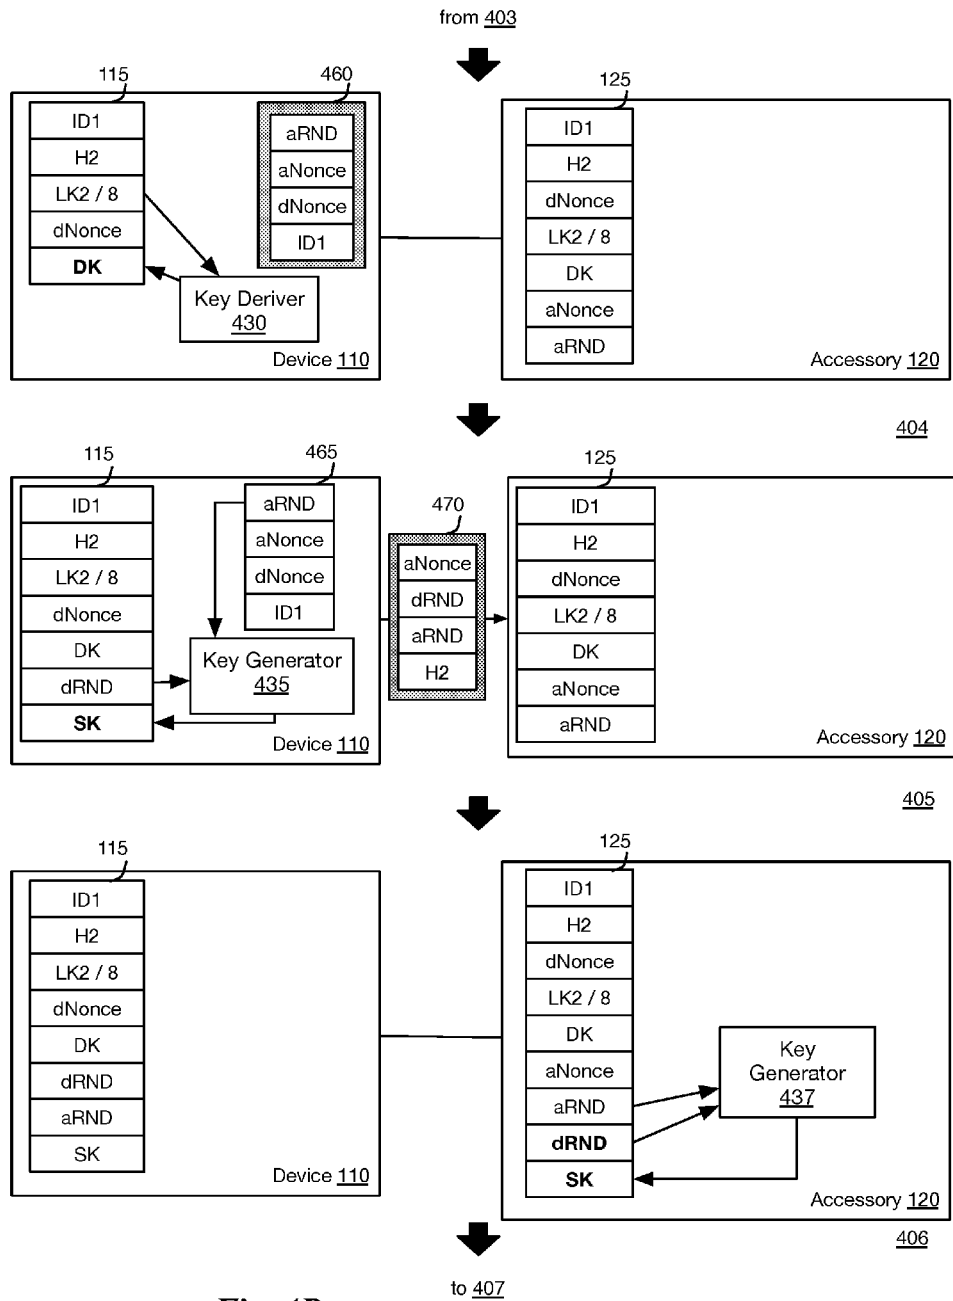 from 403
115
460
125
ID1
H2
LK2 / 8
dNonce
DK
aRND
aNonce
dNonce
ID1
Key Deriver
430
Device 110
ID1
H2
dNonce
LK2 / 8
DK
aNonce
aRND
Accessory 120
404
115
465
470
125
ID1
H2
LK2 / 8
dNonce
DK
dRND
SK
aRND
aNonce
dNonce
ID1
Key Generator
435
Device 110
aNonce
dRND
aRND
H2
ID1
H2
dNonce
LK2 / 8
DK
aNonce
aRND
Accessory 120
405
115
125
ID1
H2
LK2 / 8
dNonce
DK
dRND
aRND
SK
Device 110
ID1
H2
dNonce
LK2 / 8
DK
aNonce
aRND
dRND
SK
Key
Generator
437
Accessory 120
406
to 407